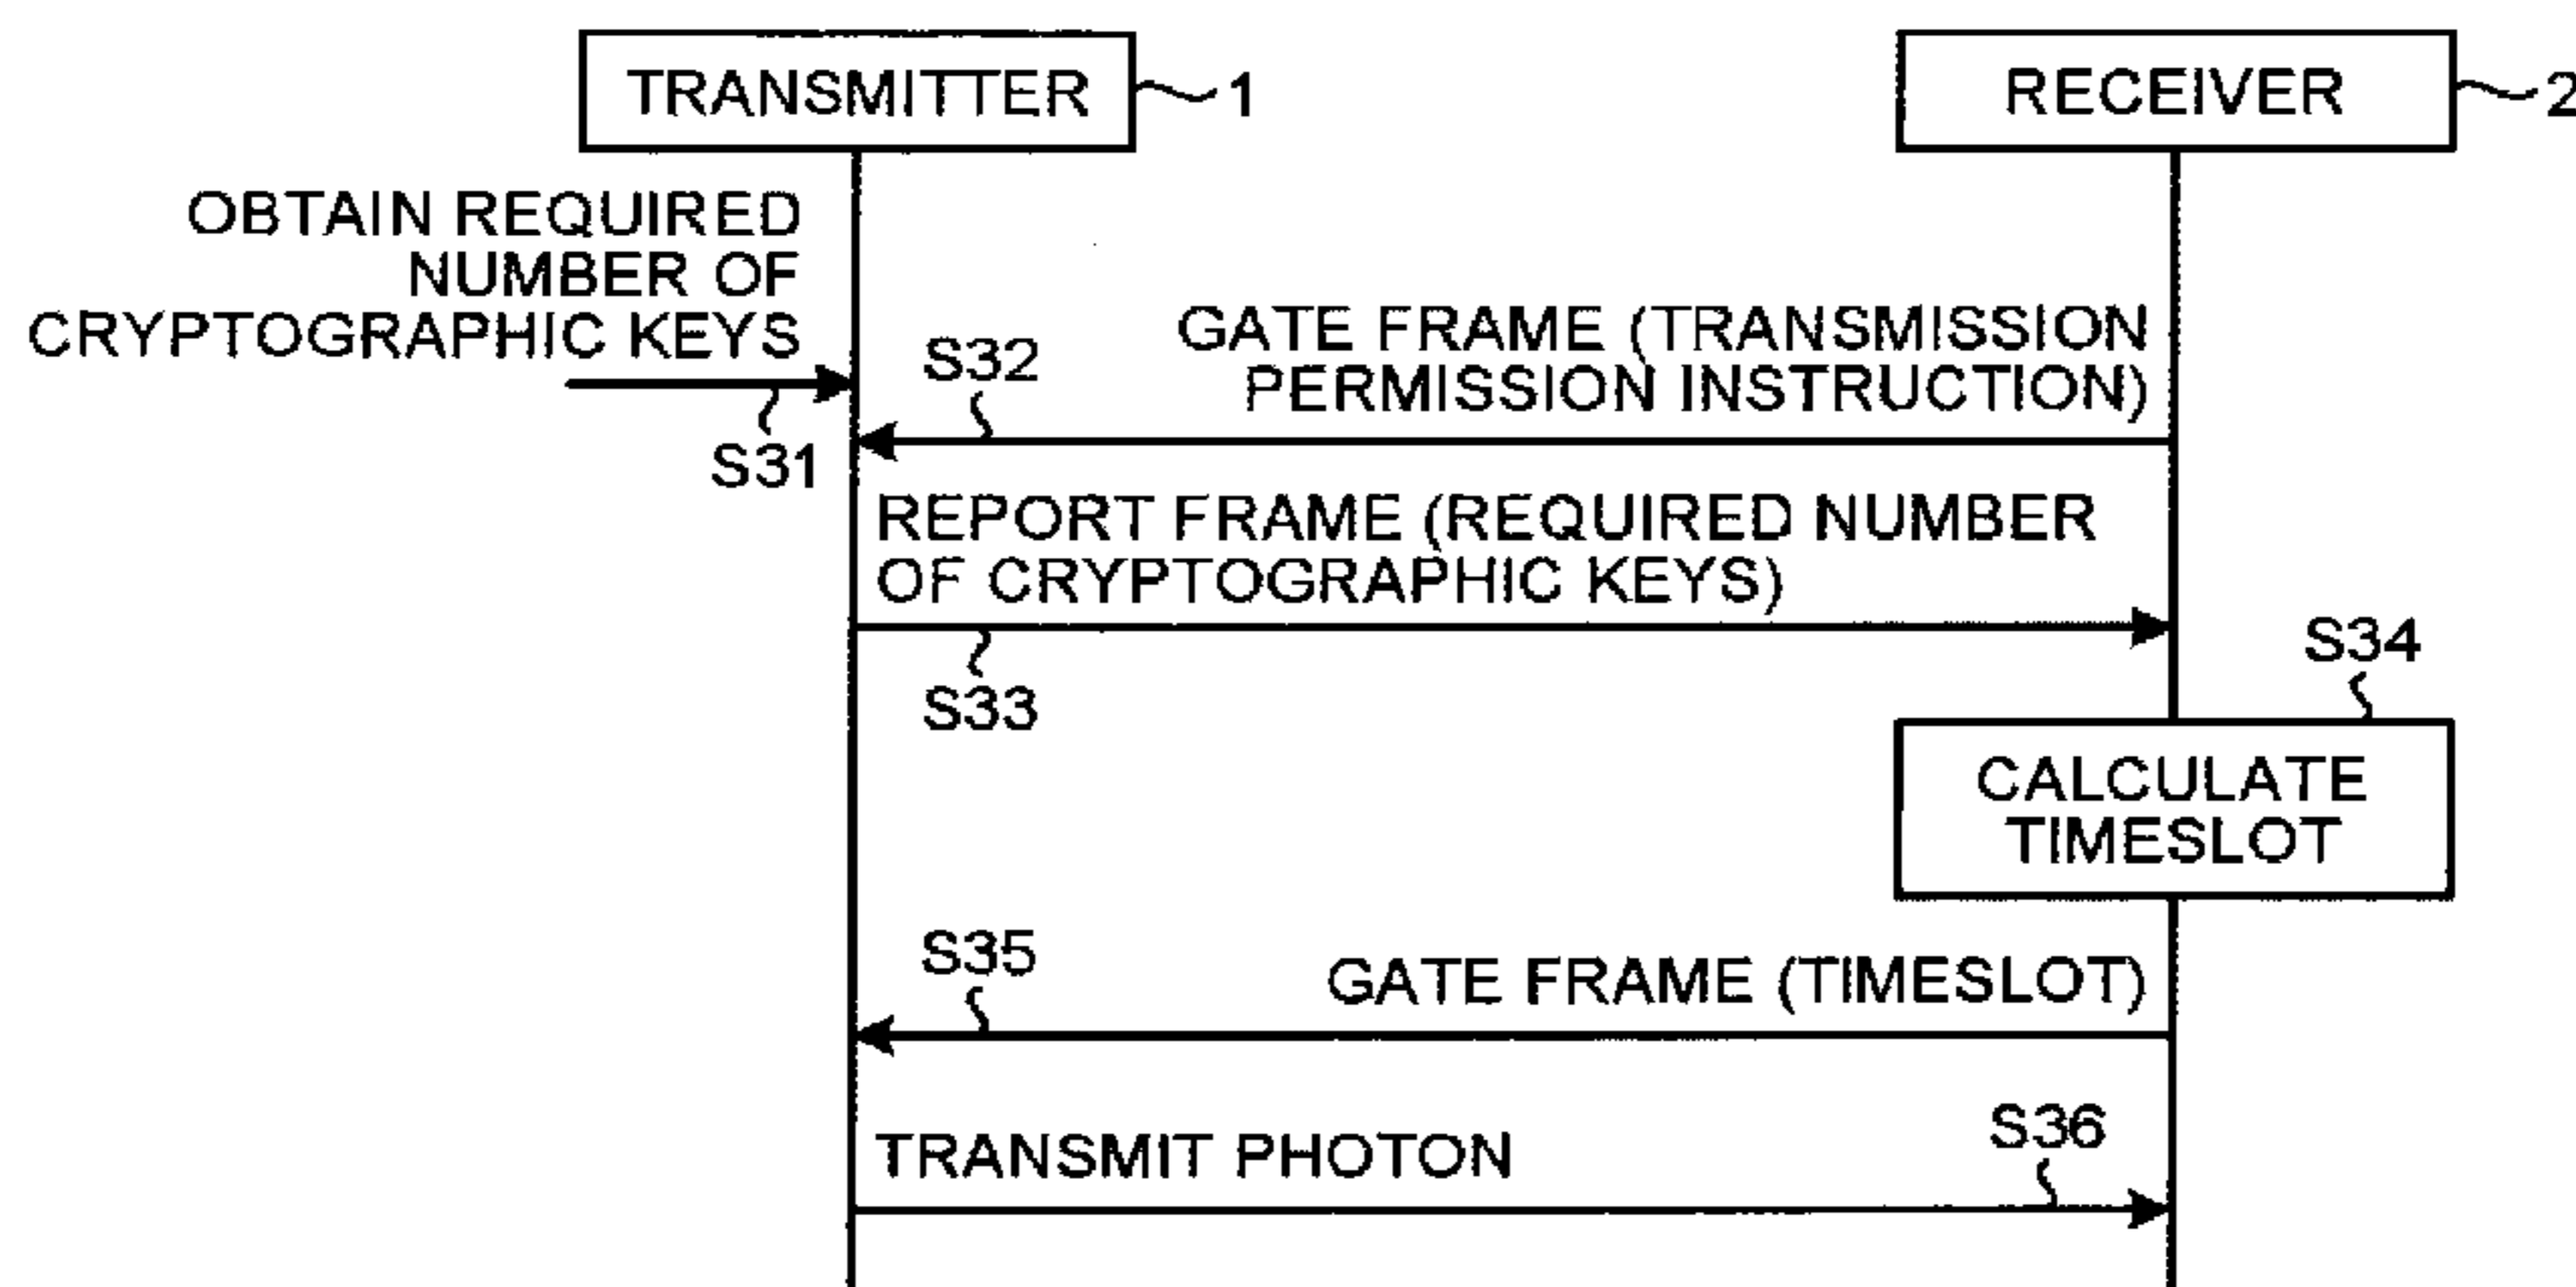 TRANSMITTER
1
RECEIVER
2
OBTAIN REQUIRED
NUMBER OF
CRYPTOGRAPHIC KEYS
S31
S32
GATE FRAME (TRANSMISSION
PERMISSION INSTRUCTION)
REPORT FRAME (REQUIRED NUMBER
OF CRYPTOGRAPHIC KEYS)
S33
S34
CALCULATE
TIMESLOT
S35
GATE FRAME (TIMESLOT)
S36
TRANSMIT PHOTON